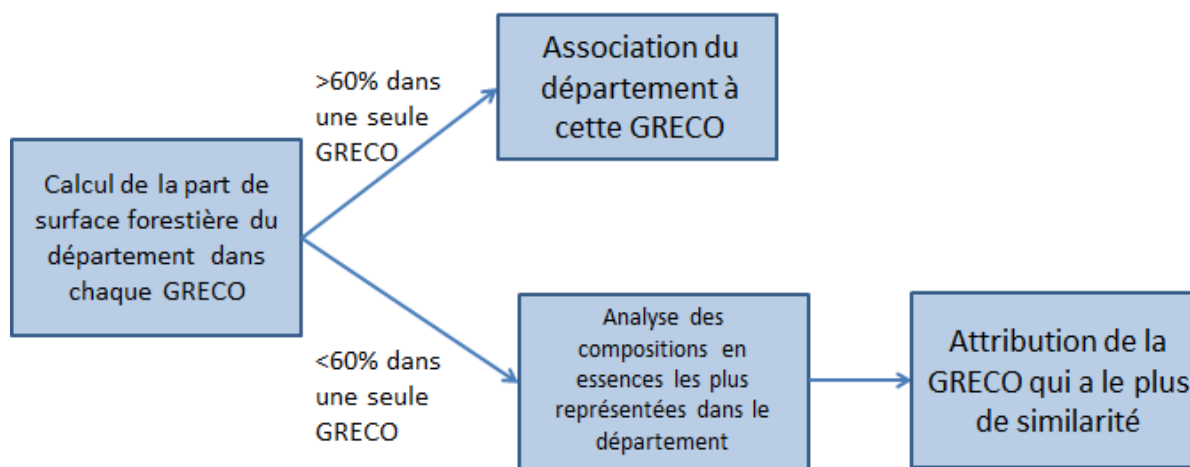 Calcul de la part de
surface forestière du
département dans
chaque GRECO
>60% dans
une seule
GRECO
Association du
département à
cette GRECO
<60% dans
une seule
GRECO
Analyse des
compositions en
essences les plus
représentées dans le
département
Attribution de la
GRECO qui a le plus
de similarité